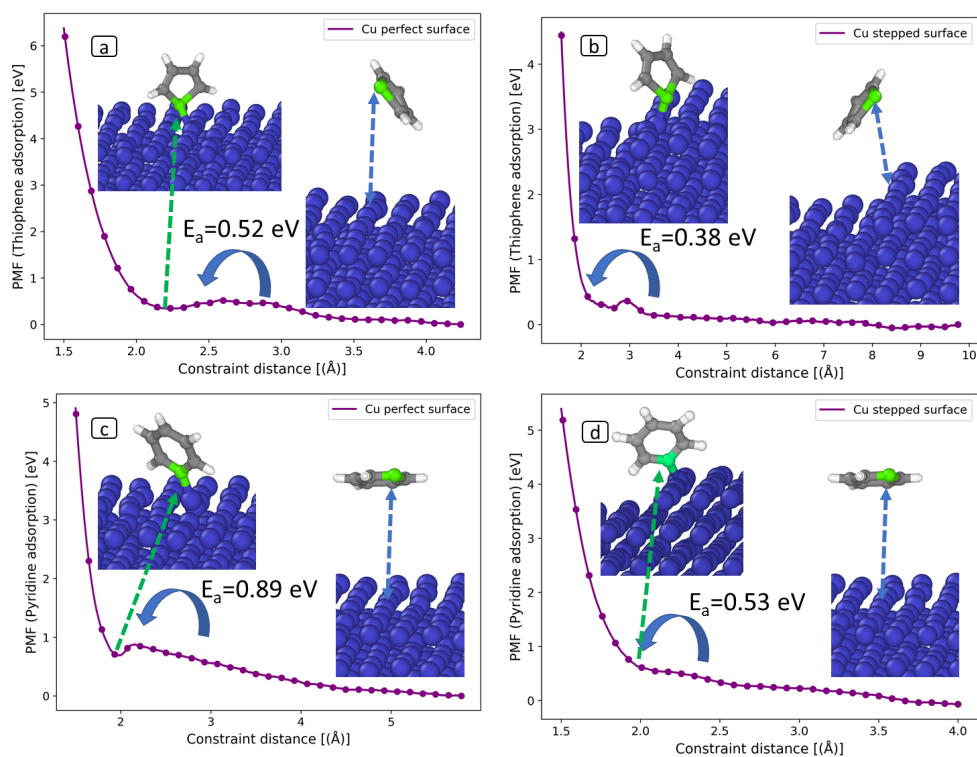 a
Cu perfect surface
PMF (Thiophene adsorption) [eV]
6
5
4
3
2
1
0
Eₐ=0.52 eV
1.5 2.0 2.5 3.0 3.5 4.0
Constraint distance [(Å)]
b
Cu stepped surface
PMF (Thiophene adsorption) [eV]
4
3
2
1
0
Eₐ=0.38 eV
2 3 4 5 6 7 8 9 10
Constraint distance [(Å)]
c
Cu perfect surface
PMF (Pyridine adsorption) [eV]
5
4
3
2
1
0
Eₐ=0.89 eV
2 3 4 5
Constraint distance [(Å)]
d
Cu stepped surface
PMF (Pyridine adsorption) [eV]
5
4
3
2
1
0
Eₐ=0.53 eV
1.5 2.0 2.5 3.0 3.5 4.0
Constraint distance [(Å)]